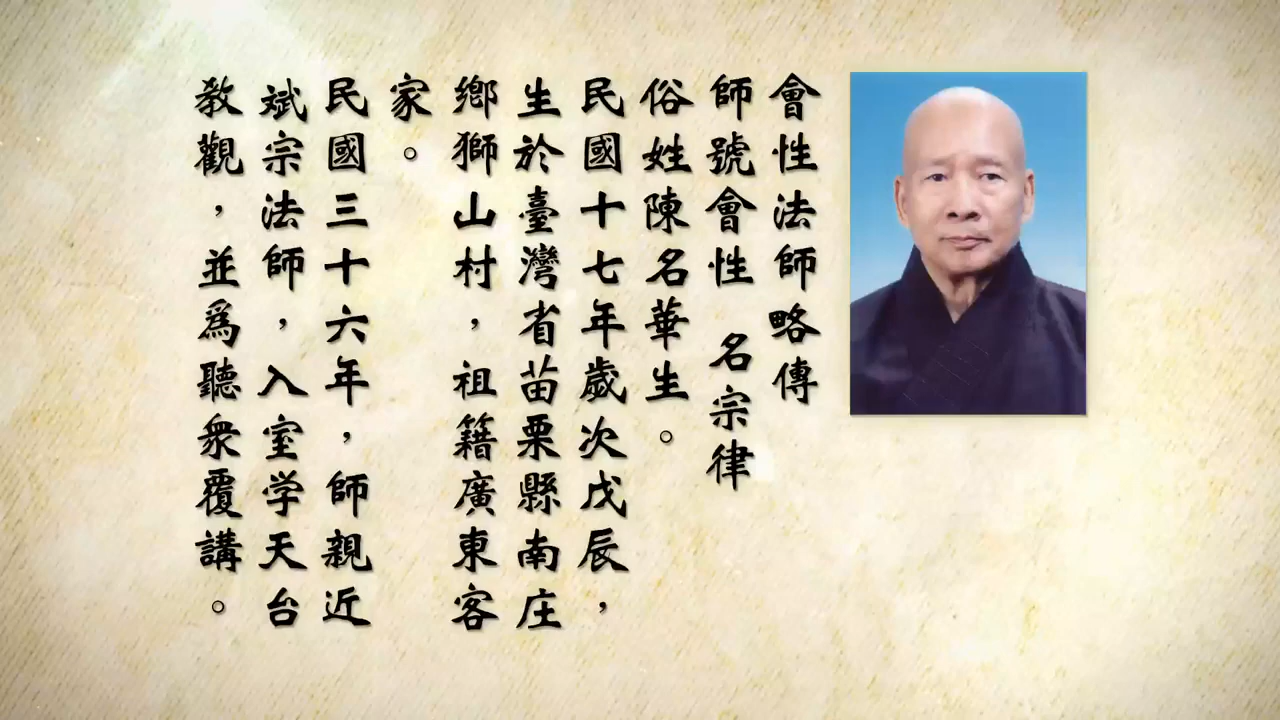 會性法師略傳
師號會性 名宗律
俗姓陳名華生。
民國十七年歲次戊辰，
生於臺灣省苗栗縣南庄
鄉獅山村，祖籍廣東客
家。
民國三十六年，師親近
斌宗法師，入室学天台
教觀，並為聽衆覆講。